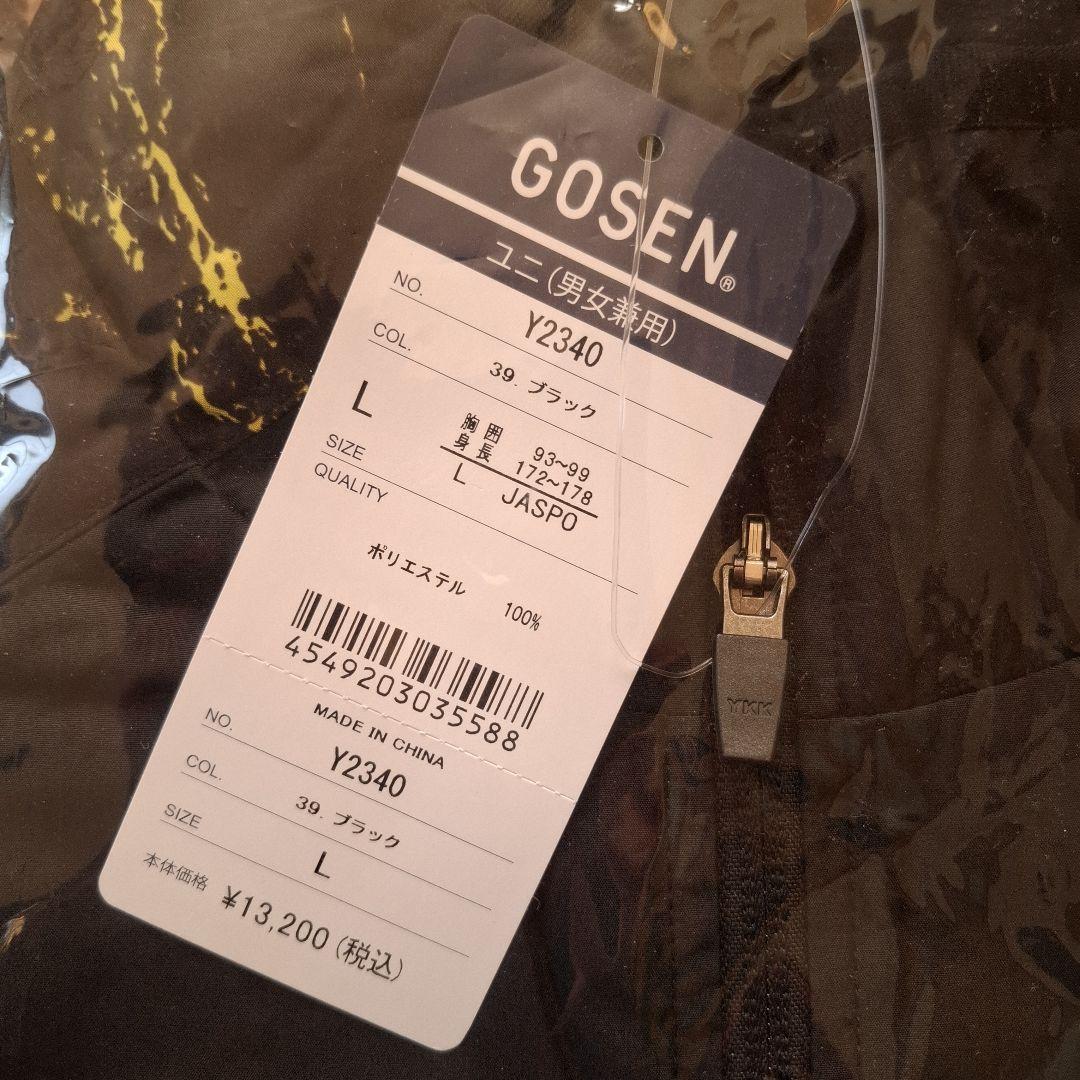 GOSEN®
ユニ(男女兼用)
NO.
Y2340
COL.
39. ブラック
L
胸囲 93~99
身長 172~178
SIZE
L JASPO
QUALITY
ポリエステル 100%
4549203035588
MADE IN CHINA
NO.
Y2340
COL.
39. ブラック
SIZE
L
本体価格
¥13,200(税込)
YKK